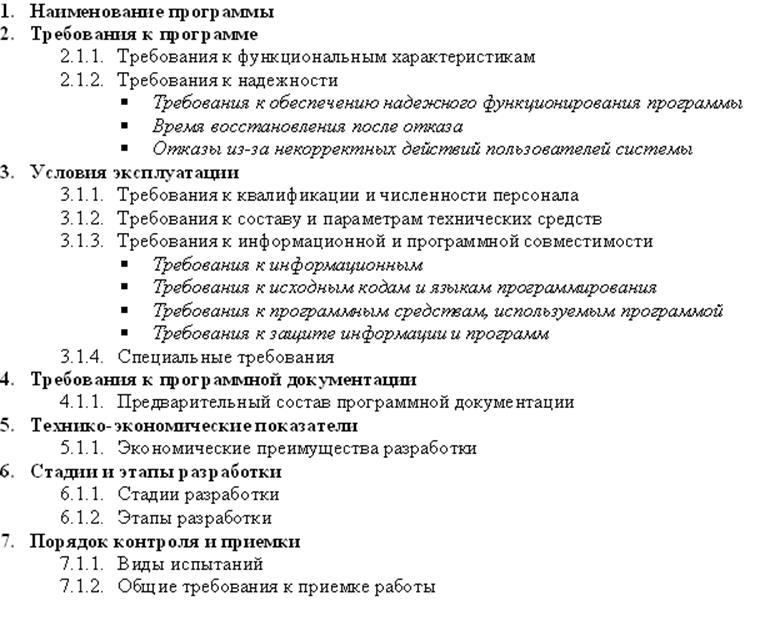 1. Наименование программы
2. Требования к программе
2.1.1. Требования к функциональным характеристикам
2.1.2. Требования к надежности
▪ Требования к обеспечению надежного функционирования программы
▪ Время восстановления после отказа
▪ Отказы из-за некорректных действий пользователей системы
3. Условия эксплуатации
3.1.1. Требования к квалификации и численности персонала
3.1.2. Требования к составу и параметрам технических средств
3.1.3. Требования к информационной и программной совместимости
▪ Требования к информационным
▪ Требования к исходным кодам и языкам программирования
▪ Требования к программным средствам, используемым программой
▪ Требования к защите информации и программ
3.1.4. Специальные требования
4. Требования к программной документации
4.1.1. Предварительный состав программной документации
5. Технико-экономические показатели
5.1.1. Экономические преимущества разработки
6. Стадии и этапы разработки
6.1.1. Стадии разработки
6.1.2. Этапы разработки
7. Порядок контроля и приемки
7.1.1. Виды испытаний
7.1.2. Общие требования к приемке работы